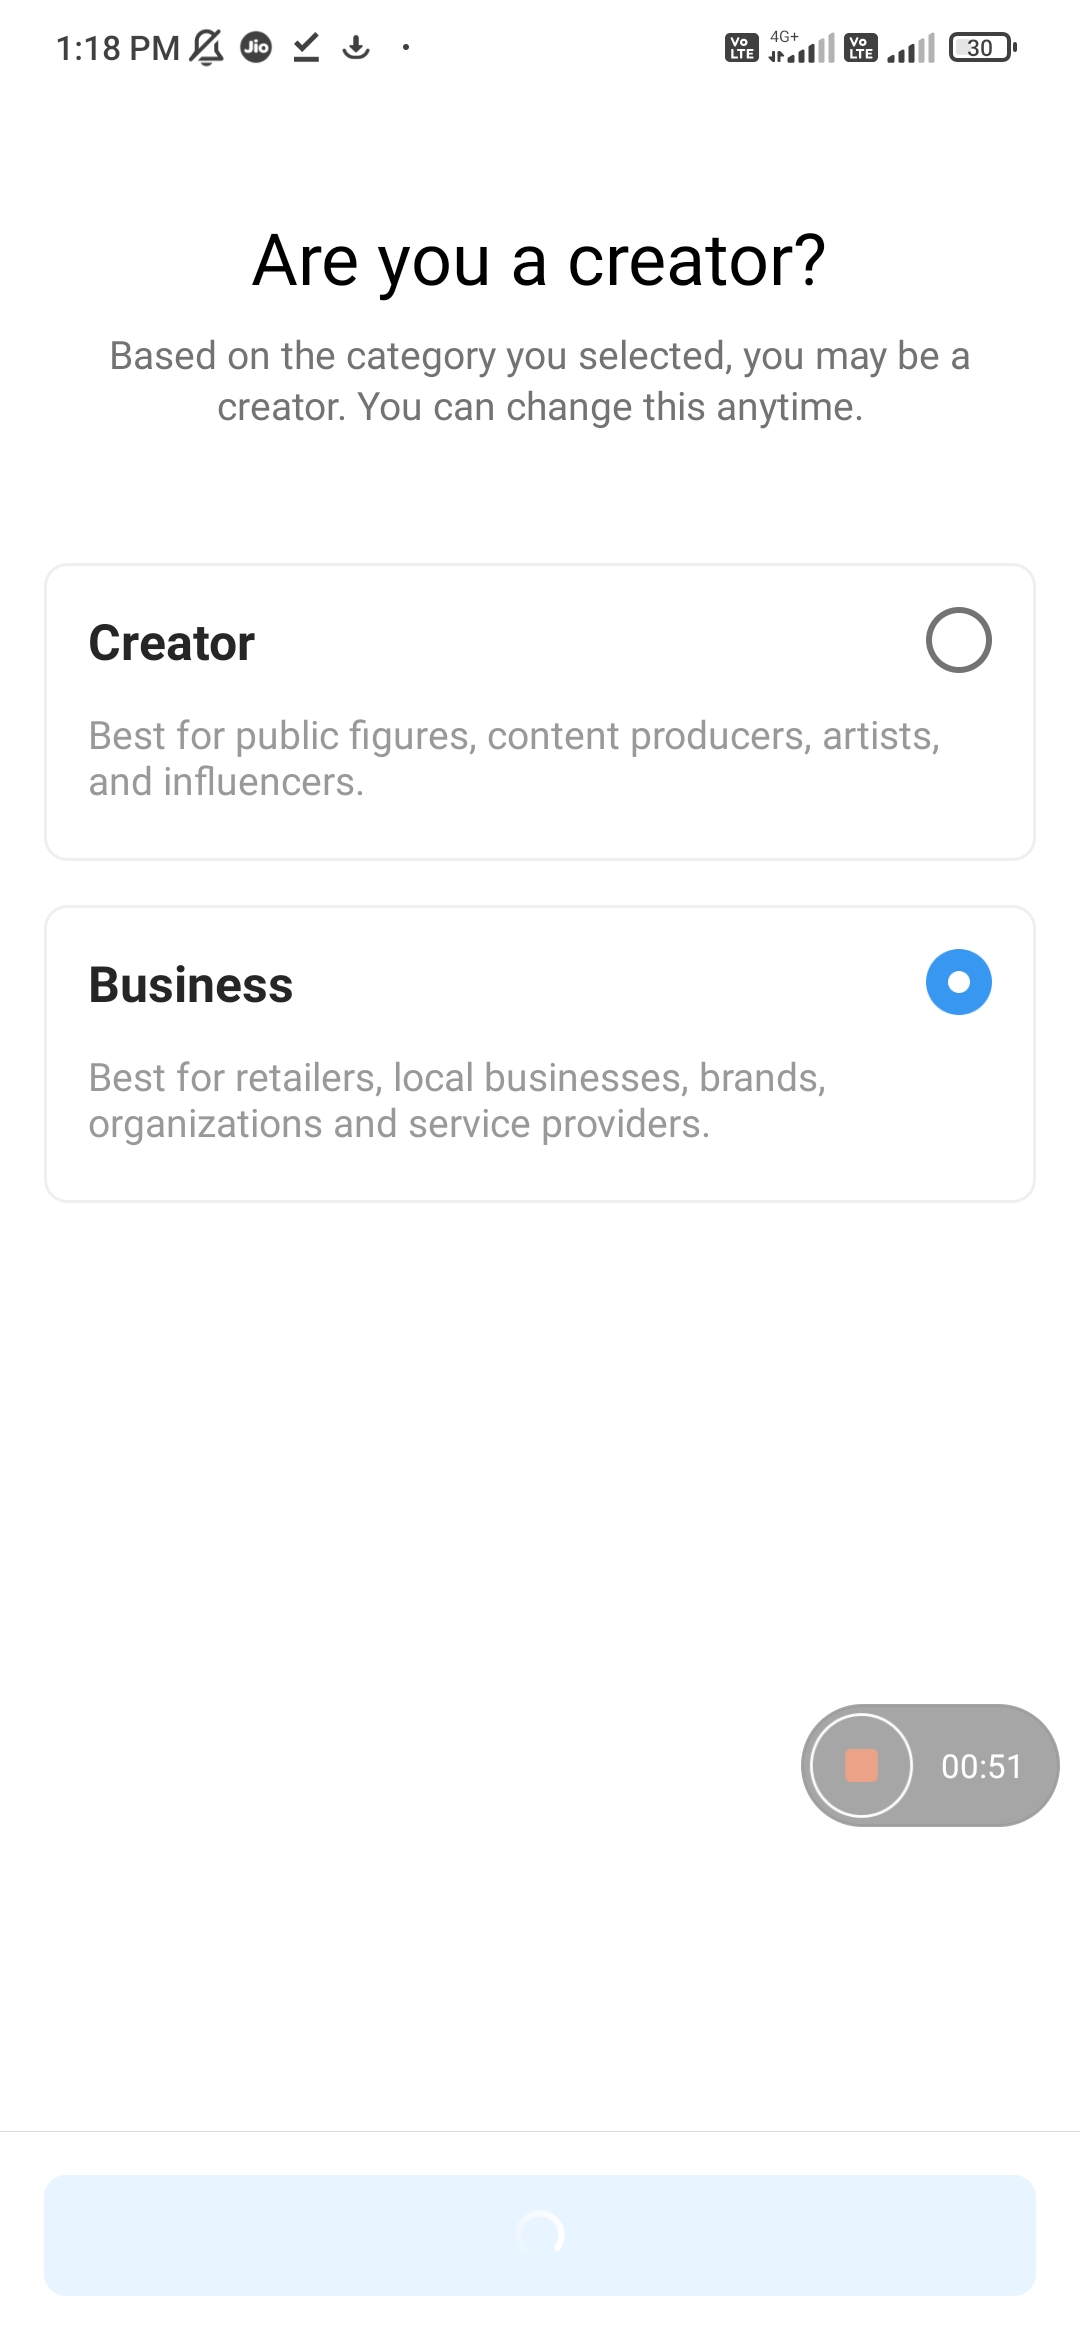 1:18 PM Jio Vo LTE 4G+ Vo LTE 30
Are you a creator?
Based on the category you selected, you may be a
creator. You can change this anytime.
Creator
Best for public figures, content producers, artists,
and influencers.
Business
Best for retailers, local businesses, brands,
organizations and service providers.
00:51